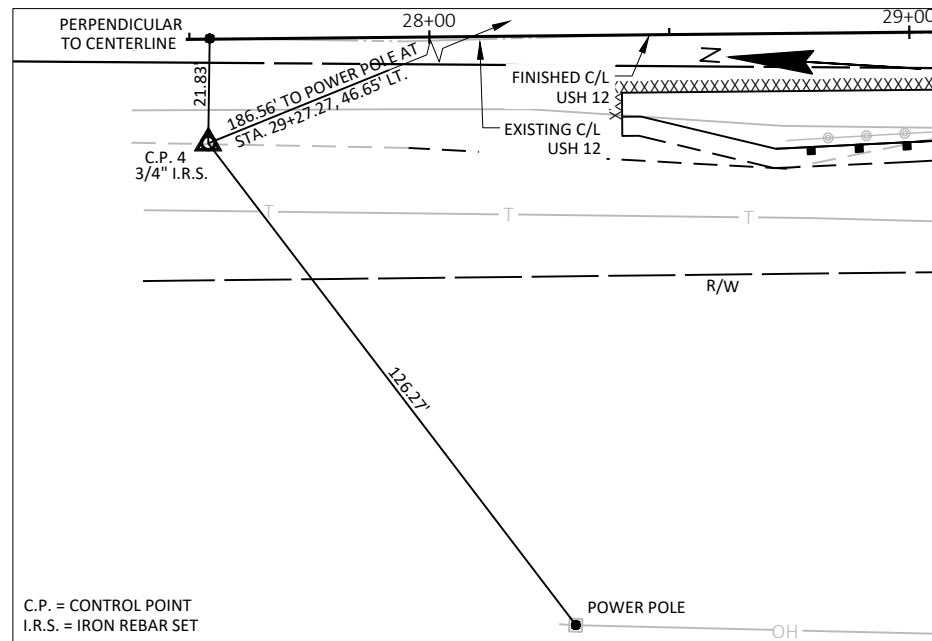 PERPENDICULAR
TO CENTERLINE
28+00
29+00
21.83'
186.56' TO POWER POLE AT
STA. 29+27.27, 46.65' LT.
N
FINISHED C/L
USH 12
EXISTING C/L
USH 12
C.P. 4
3/4" I.R.S.
T
T
T
R/W
126.27'
POWER POLE
OH
C.P. = CONTROL POINT
I.R.S. = IRON REBAR SET